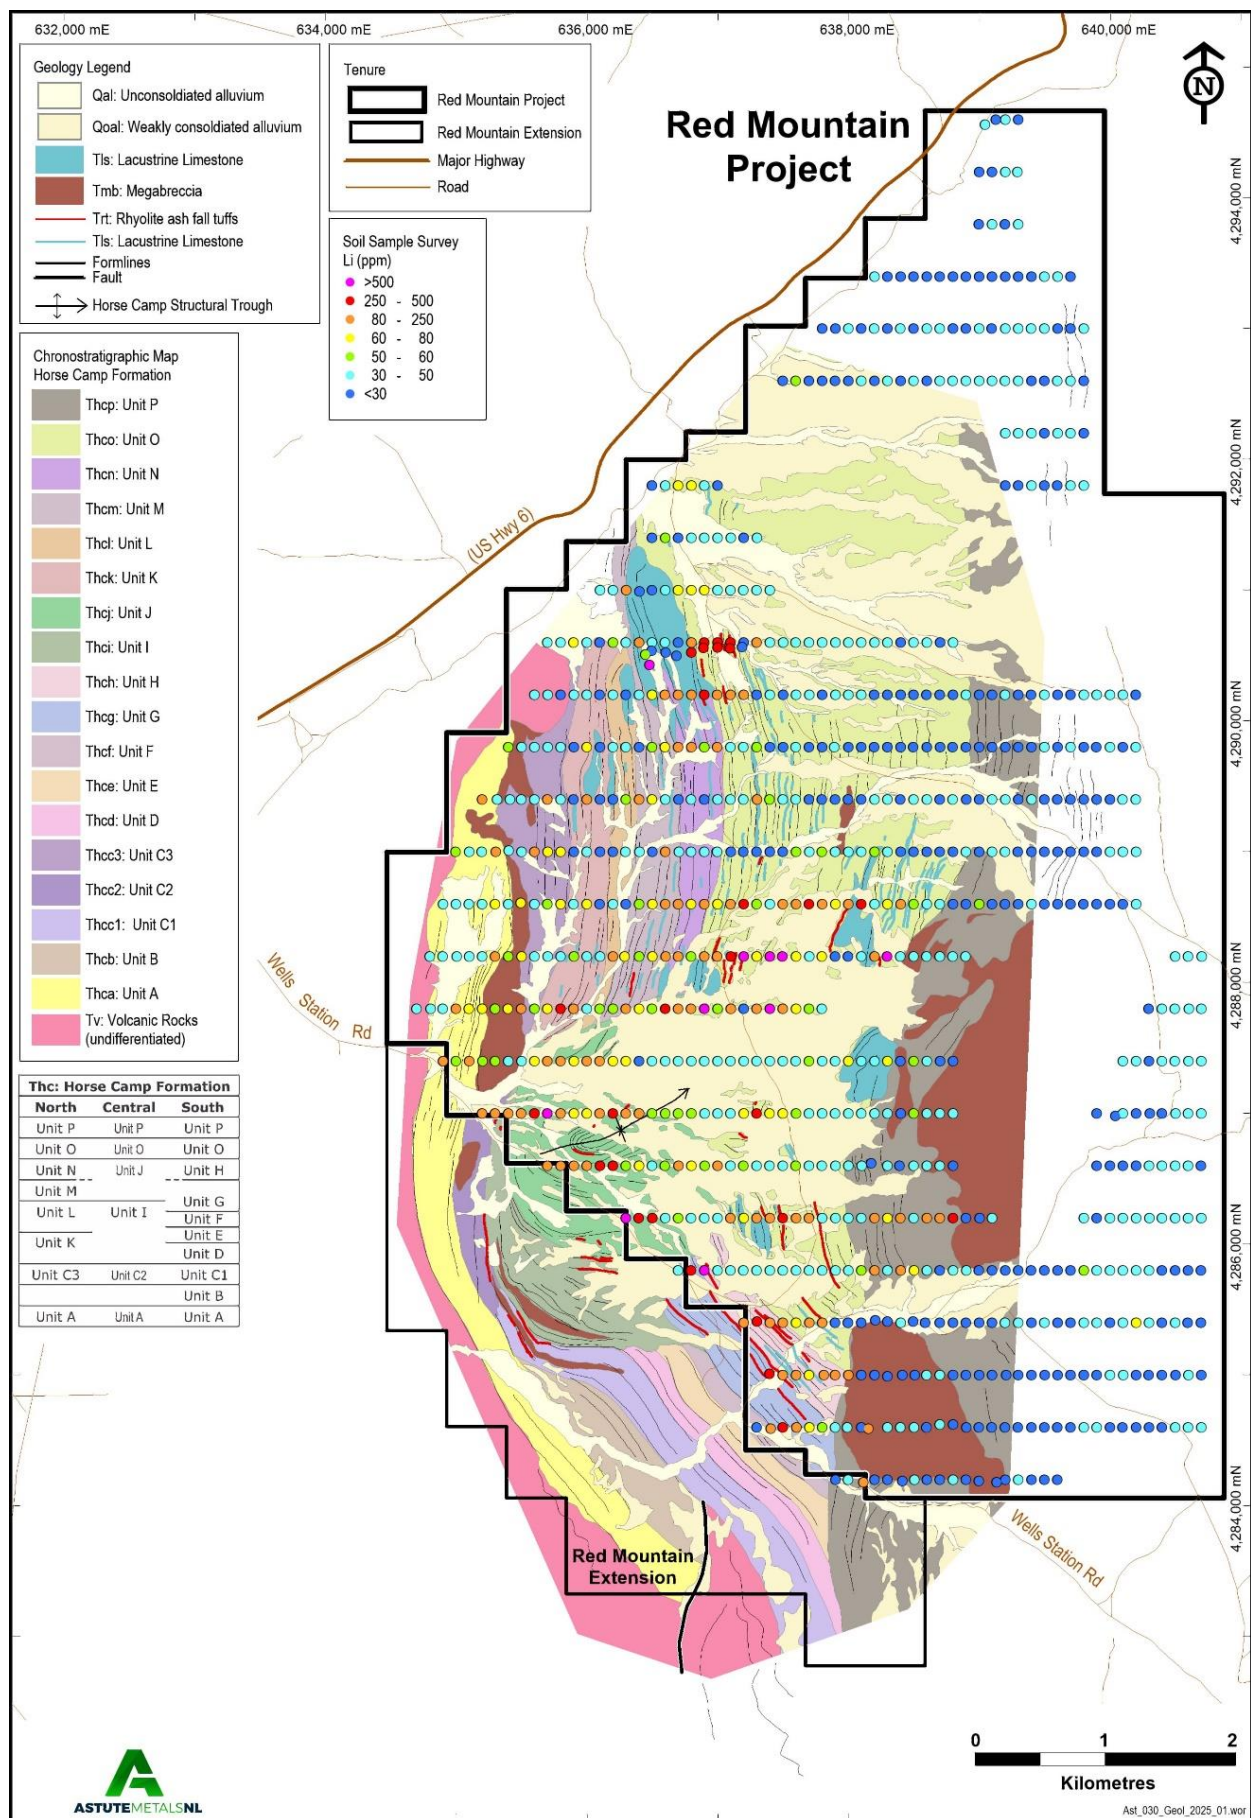 632,000 mE
634,000 mE
636,000 mE
638,000 mE
640,000 mE
Geology Legend
Qal: Unconsoldiated alluvium
Qoal: Weakly consoldiated alluvium
Tls: Lacustrine Limestone
Tmb: Megabreccia
Trt: Rhyolite ash fall tuffs
Tls: Lacustrine Limestone
Formlines
Fault
Horse Camp Structural Trough
Tenure
Red Mountain Project
Red Mountain Extension
Major Highway
Road
Soil Sample Survey
Li (ppm)
>500
250 - 500
80 - 250
60 - 80
50 - 60
30 - 50
<30
Red Mountain
Project
N
Chronostratigraphic Map
Horse Camp Formation
Thcp: Unit P
Thco: Unit O
Thcn: Unit N
Thcm: Unit M
Thcl: Unit L
Thck: Unit K
Thcj: Unit J
Thci: Unit I
Thch: Unit H
Thcg: Unit G
Thcf: Unit F
Thce: Unit E
Thcd: Unit D
Thcc3: Unit C3
Thcc2: Unit C2
Thcc1: Unit C1
Thcb: Unit B
Thca: Unit A
Tv: Volcanic Rocks
(undifferentiated)
Thc: Horse Camp Formation
North Central South
Unit P Unit P Unit P
Unit O Unit O Unit O
Unit N Unit J Unit H
Unit M
Unit G
Unit L Unit I
Unit F
Unit E
Unit K
Unit D
Unit C3 Unit C2 Unit C1
Unit B
Unit A Unit A Unit A
(US Hwy 6)
Wells Station Rd
4,294,000 mN
4,292,000 mN
4,290,000 mN
4,288,000 mN
4,286,000 mN
4,284,000 mN
Wells Station Rd
Red Mountain
Extension
0 1 2
Kilometres
ASTUTEMETALSNL
Ast_030_Geol_2025_01.wor